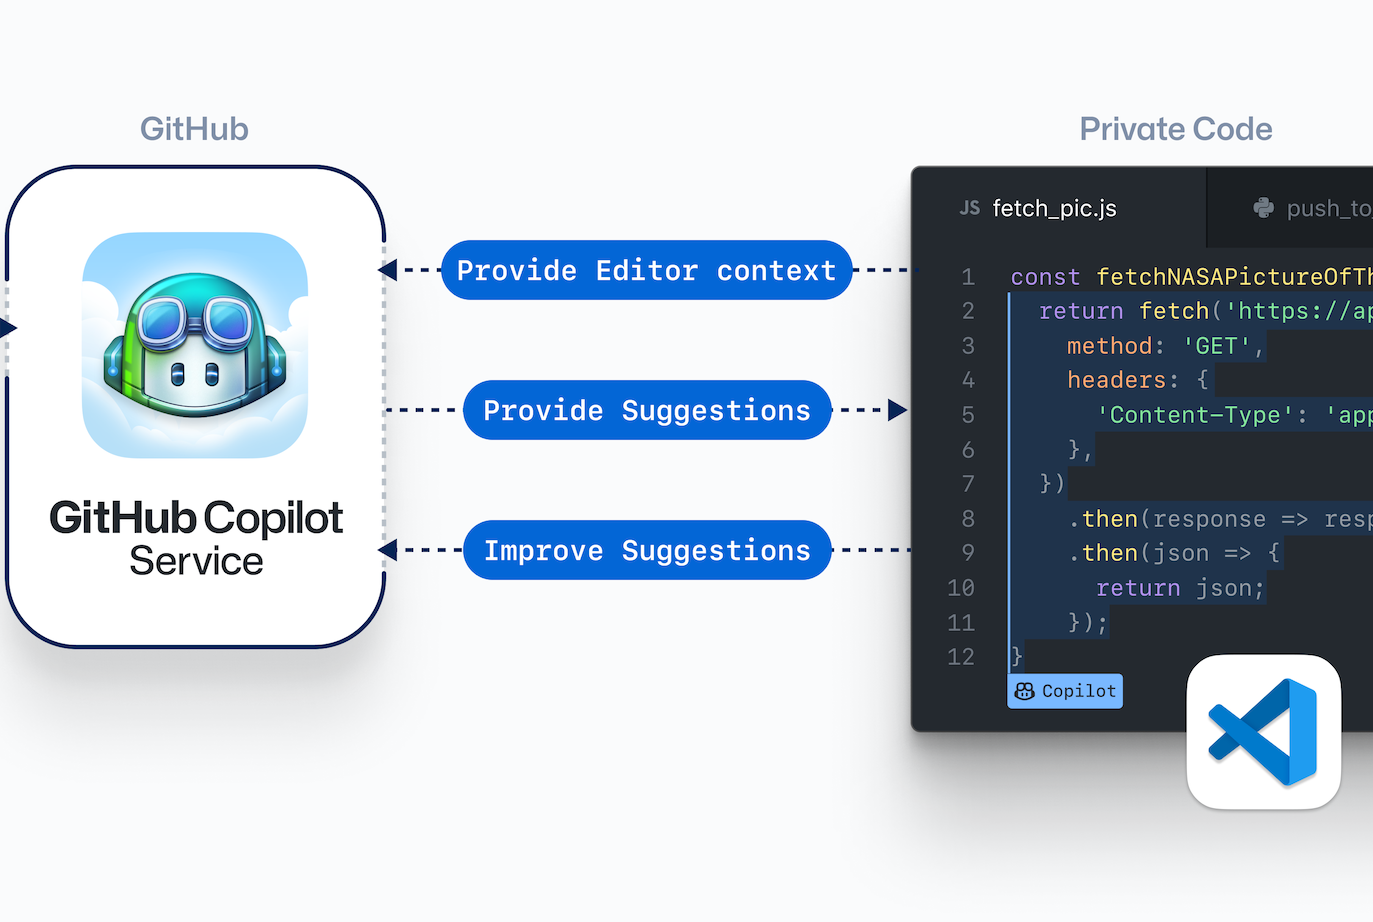 GitHub
GitHub Copilot
Service
Provide Editor context
Provide Suggestions
Improve Suggestions
Private Code
JS fetch_pic.js
push_to_
1 const fetchNASAPictureOfTh
2 return fetch('https://ap
3 method: 'GET',
4 headers: {
5 'Content-Type': 'app
6 },
7 })
8 .then(response => resp
9 .then(json => {
10 return json;
11 });
12 }
Copilot